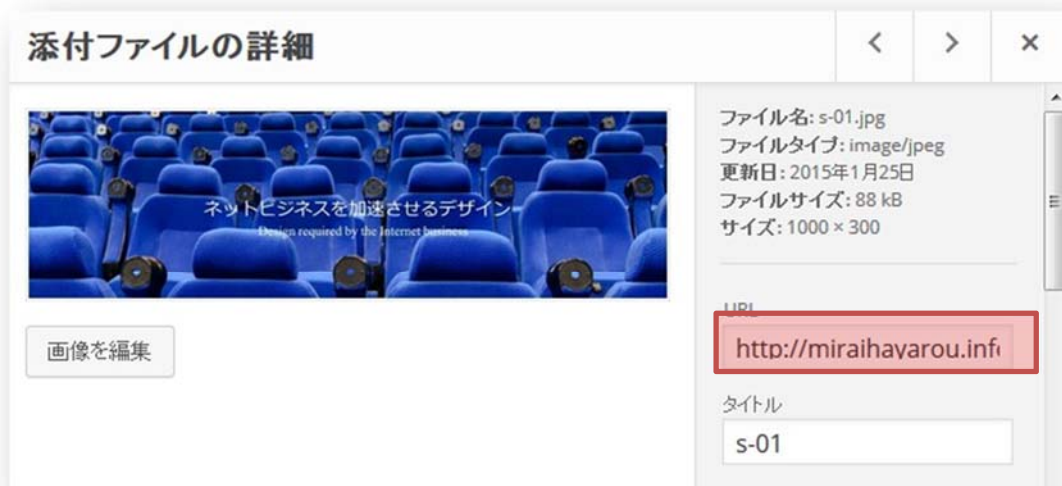 添付ファイルの詳細
ネットビジネスを加速させるデザイン
Design required by the Internet business
画像を編集
ファイル名: s-01.jpg
ファイルタイプ: image/jpeg
更新日: 2015年1月25日
ファイルサイズ: 88 kB
サイズ: 1000 × 300
URL
http://miraihayarou.info
タイトル
s-01